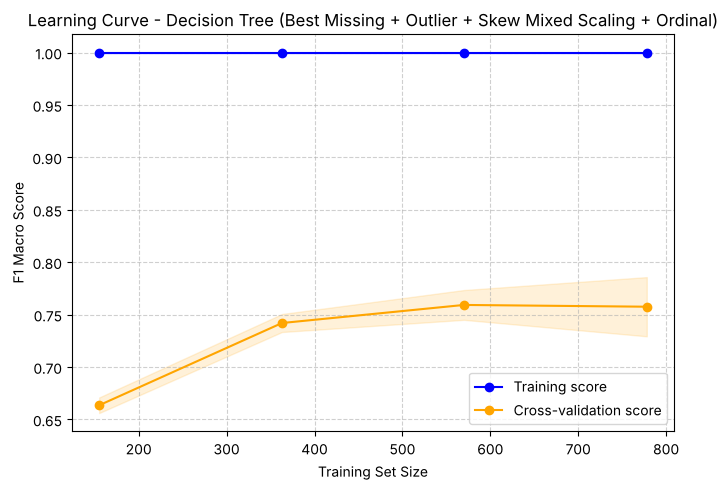 Learning Curve - Decision Tree (Best Missing + Outlier + Skew Mixed Scaling + Ordinal)
1.00
0.95
0.90
0.85
0.80
0.75
0.70
0.65
F1 Macro Score
Training score
Cross-validation score
200 300 400 500 600 700 800
Training Set Size